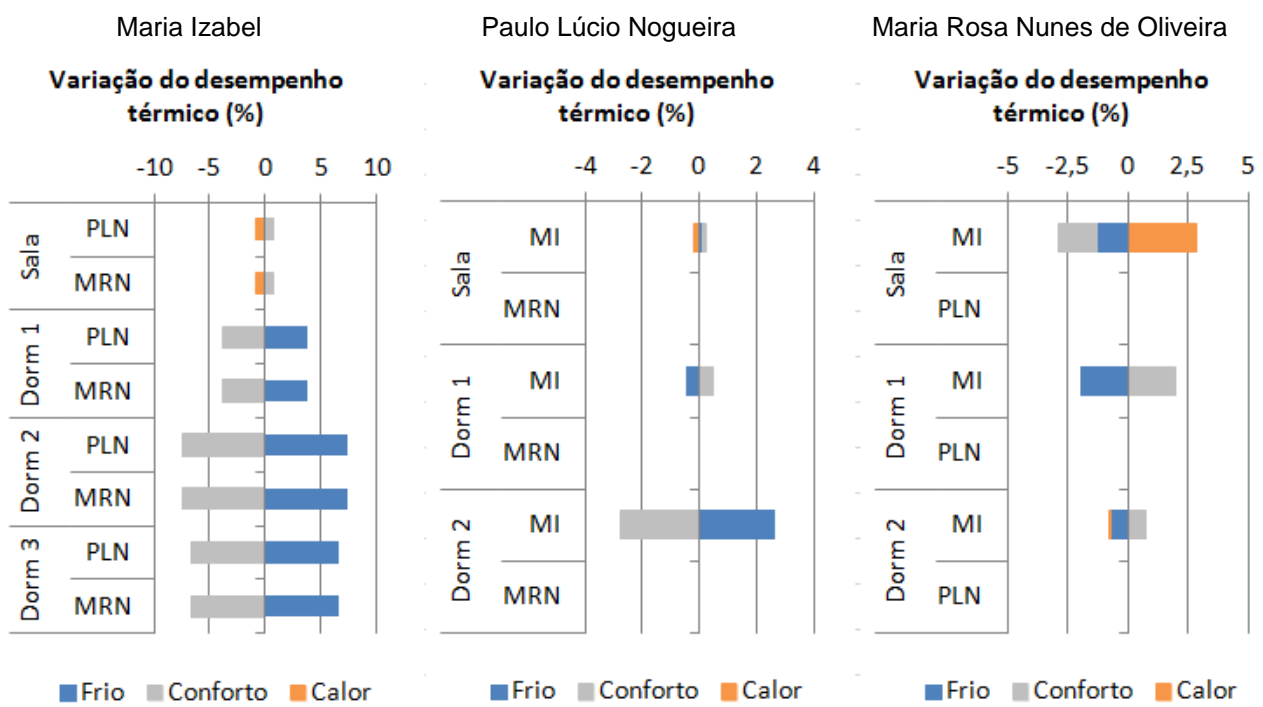 Maria Izabel
Variação do desempenho
térmico (%)
-10 -5 0 5 10
Sala
PLN
MRN
Dorm 1
PLN
MRN
Dorm 2
PLN
MRN
Dorm 3
PLN
MRN
Frio Conforto Calor
Paulo Lúcio Nogueira
Variação do desempenho
térmico (%)
-4 -2 0 2 4
Sala
MI
MRN
Dorm 1
MI
MRN
Dorm 2
MI
MRN
Frio Conforto Calor
Maria Rosa Nunes de Oliveira
Variação do desempenho
térmico (%)
-5 -2,5 0 2,5 5
Sala
MI
PLN
Dorm 1
MI
PLN
Dorm 2
MI
PLN
Frio Conforto Calor